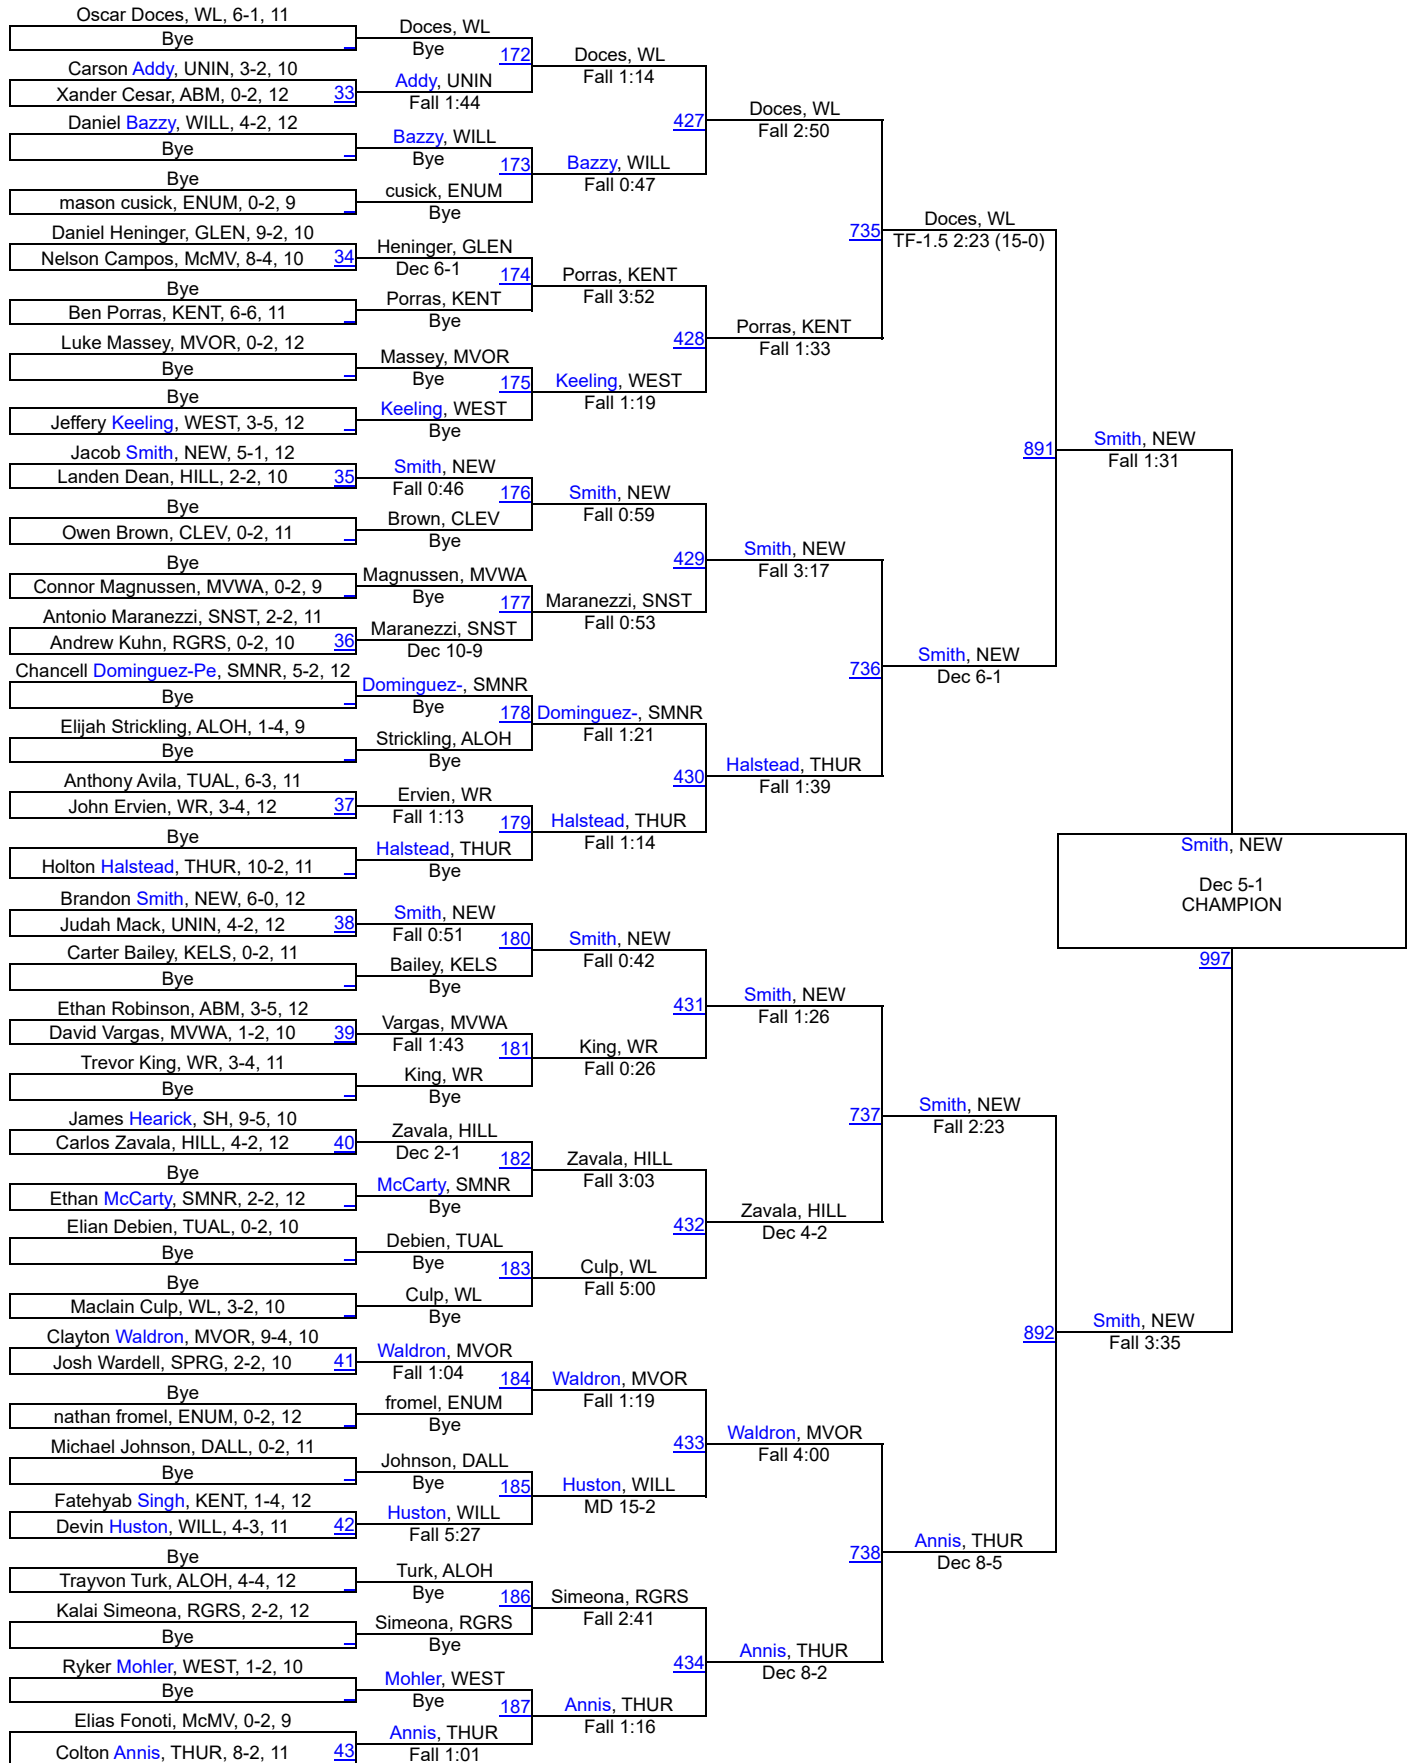 Oscar Doces, WL, 6-1, 11
Bye
Carson Addy, UNIN, 3-2, 10
Xander Cesar, ABM, 0-2, 12 33
Daniel Bazzy, WILL, 4-2, 12
Bye
Bye
mason cusick, ENUM, 0-2, 9
Daniel Heninger, GLEN, 9-2, 10
Nelson Campos, McMV, 8-4, 10 34
Bye
Ben Porras, KENT, 6-6, 11
Luke Massey, MVOR, 0-2, 12
Bye
Bye
Jeffery Keeling, WEST, 3-5, 12
Jacob Smith, NEW, 5-1, 12
Landen Dean, HILL, 2-2, 10 35
Bye
Owen Brown, CLEV, 0-2, 11
Bye
Connor Magnussen, MVWA, 0-2, 9
Antonio Maranezzi, SNST, 2-2, 11
Andrew Kuhn, RGRS, 0-2, 10 36
Chancell Dominguez-Pe, SMNR, 5-2, 12
Bye
Elijah Strickling, ALOH, 1-4, 9
Bye
Anthony Avila, TUAL, 6-3, 11
John Ervien, WR, 3-4, 12 37
Bye
Holton Halstead, THUR, 10-2, 11
Brandon Smith, NEW, 6-0, 12
Judah Mack, UNIN, 4-2, 12 38
Carter Bailey, KELS, 0-2, 11
Bye
Ethan Robinson, ABM, 3-5, 12
David Vargas, MVWA, 1-2, 10 39
Trevor King, WR, 3-4, 11
Bye
James Hearick, SH, 9-5, 10
Carlos Zavala, HILL, 4-2, 12 40
Bye
Ethan McCarty, SMNR, 2-2, 12
Elian Debien, TUAL, 0-2, 10
Bye
Bye
Maclain Culp, WL, 3-2, 10
Clayton Waldron, MVOR, 9-4, 10
Josh Wardell, SPRG, 2-2, 10 41
Bye
nathan fromel, ENUM, 0-2, 12
Michael Johnson, DALL, 0-2, 11
Bye
Fatehyab Singh, KENT, 1-4, 12
Devin Huston, WILL, 4-3, 11 42
Bye
Trayvon Turk, ALOH, 4-4, 12
Kalai Simeona, RGRS, 2-2, 12
Bye
Ryker Mohler, WEST, 1-2, 10
Bye
Elias Fonoti, McMV, 0-2, 9
Colton Annis, THUR, 8-2, 11 43
Doces, WL
Bye
172
Addy, UNIN
Fall 1:44
Bazzy, WILL
Bye
173
cusick, ENUM
Bye
Heninger, GLEN
Dec 6-1
174
Porras, KENT
Bye
Massey, MVOR
Bye
175
Keeling, WEST
Bye
Smith, NEW
Fall 0:46
176
Brown, CLEV
Bye
Magnussen, MVWA
Bye
177
Maranezzi, SNST
Dec 10-9
Dominguez-, SMNR
Bye
178
Strickling, ALOH
Bye
Ervien, WR
Fall 1:13
179
Halstead, THUR
Bye
Smith, NEW
Fall 0:51
180
Bailey, KELS
Bye
Vargas, MVWA
Fall 1:43
181
King, WR
Bye
Zavala, HILL
Dec 2-1
182
McCarty, SMNR
Bye
Debien, TUAL
Bye
183
Culp, WL
Bye
Waldron, MVOR
Fall 1:04
184
fromel, ENUM
Bye
Johnson, DALL
Bye
185
Huston, WILL
Fall 5:27
Turk, ALOH
Bye
186
Simeona, RGRS
Bye
Mohler, WEST
Bye
187
Annis, THUR
Fall 1:01
Doces, WL
Fall 1:14
427
Bazzy, WILL
Fall 0:47
Porras, KENT
Fall 3:52
428
Keeling, WEST
Fall 1:19
Smith, NEW
Fall 0:59
429
Maranezzi, SNST
Fall 0:53
Dominguez-, SMNR
Fall 1:21
430
Halstead, THUR
Fall 1:14
Smith, NEW
Fall 0:42
431
King, WR
Fall 0:26
Zavala, HILL
Fall 3:03
432
Culp, WL
Fall 5:00
Waldron, MVOR
Fall 1:19
433
Huston, WILL
MD 15-2
Simeona, RGRS
Fall 2:41
434
Annis, THUR
Fall 1:16
Doces, WL
Fall 2:50
735
Porras, KENT
Fall 1:33
Smith, NEW
Fall 3:17
736
Halstead, THUR
Fall 1:39
Smith, NEW
Fall 1:26
737
Zavala, HILL
Dec 4-2
Waldron, MVOR
Fall 4:00
738
Annis, THUR
Dec 8-2
Doces, WL
TF-1.5 2:23 (15-0)
891
Smith, NEW
Dec 6-1
Smith, NEW
Fall 2:23
892
Annis, THUR
Dec 8-5
Smith, NEW
Fall 1:31
Smith, NEW
Dec 5-1
CHAMPION
997
Smith, NEW
Fall 3:35